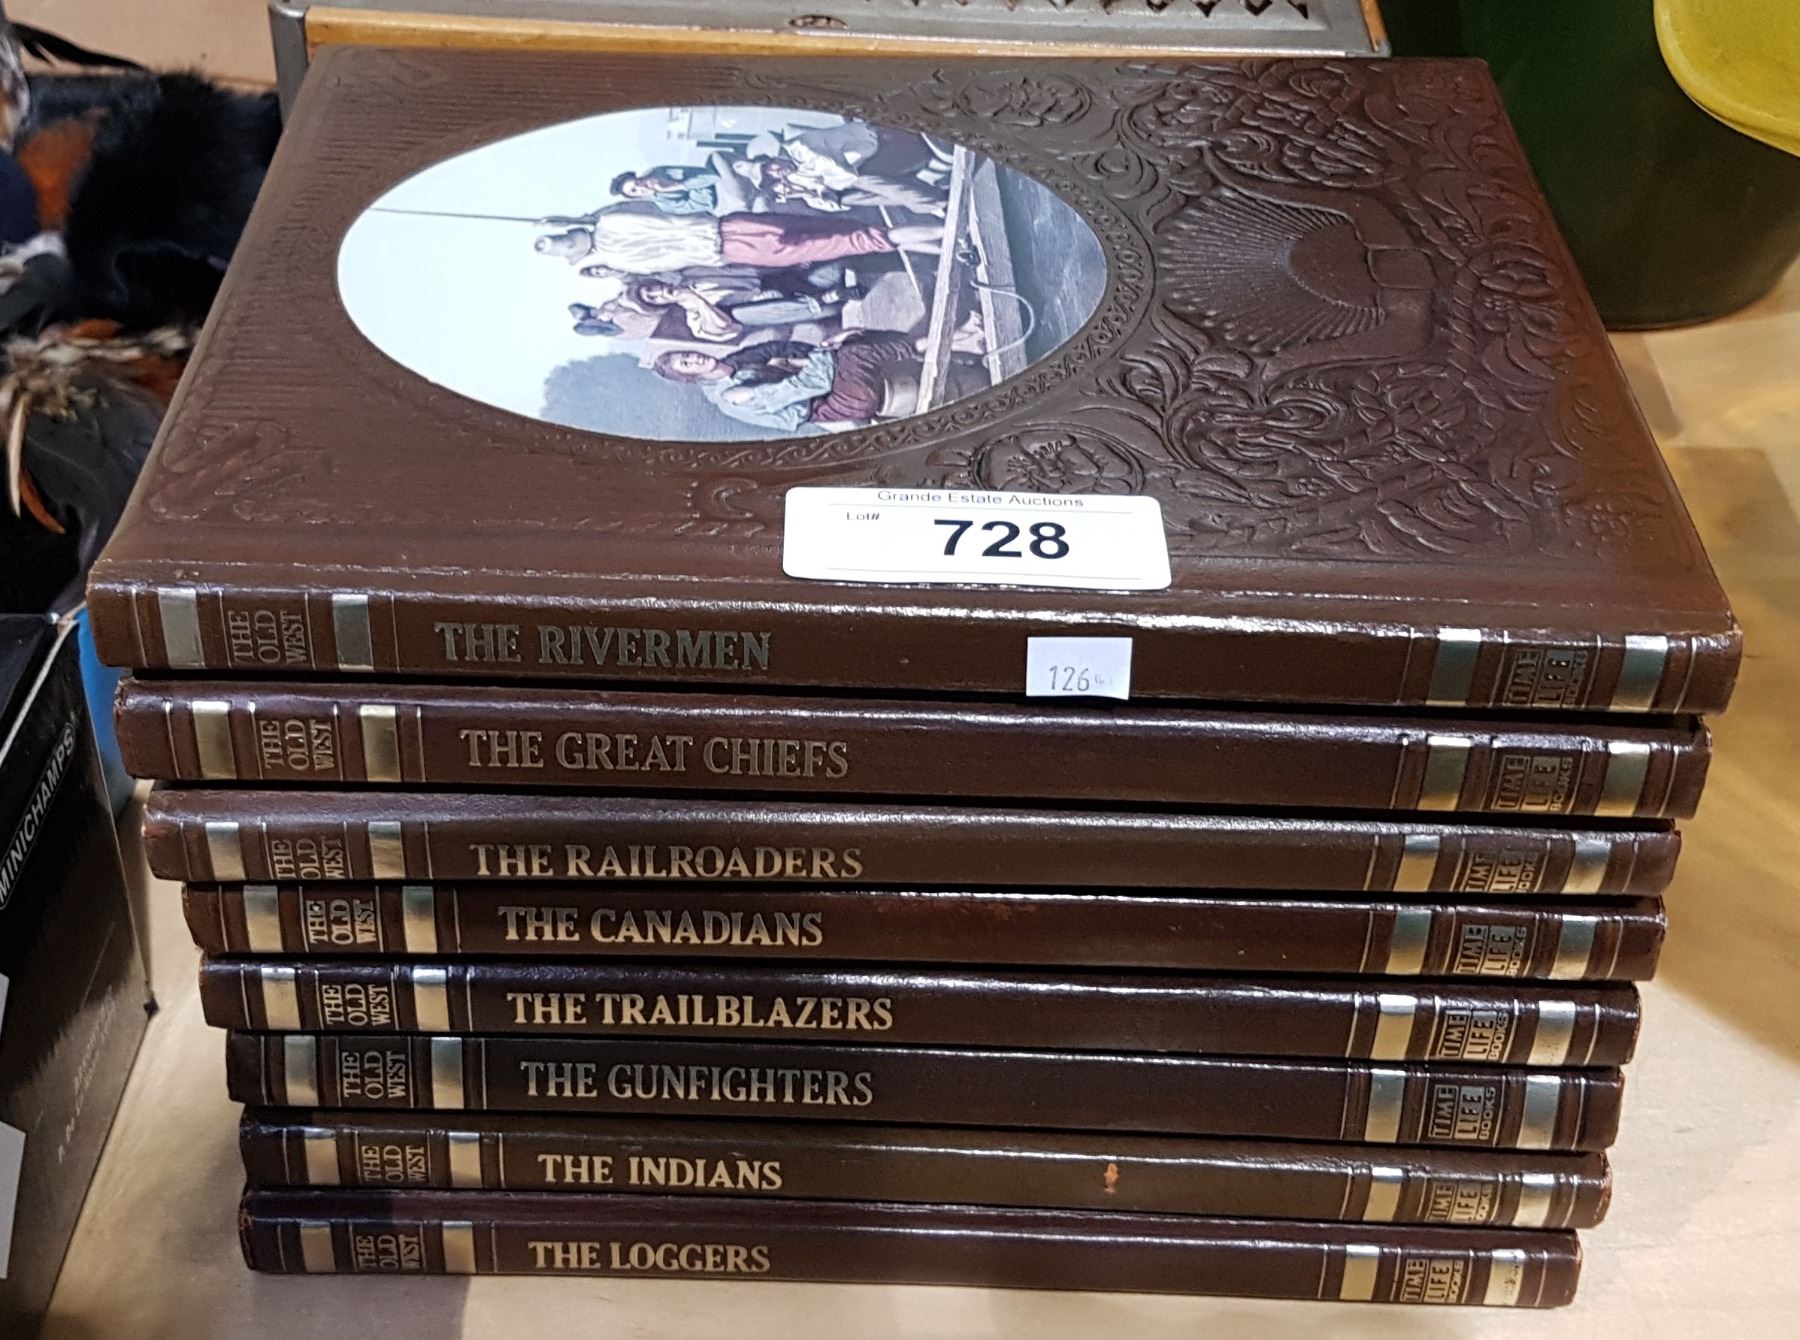 Grande Estate Auctions
Lot#
728
THE
OLD
WEST
THE RIVERMEN
126
TIME
LIFE
BOOKS
THE
OLD
WEST
THE GREAT CHIEFS
TIME
LIFE
BOOKS
THE
OLD
WEST
THE RAILROADERS
TIME
LIFE
BOOKS
THE
OLD
WEST
THE CANADIANS
TIME
LIFE
BOOKS
THE
OLD
WEST
THE TRAILBLAZERS
TIME
LIFE
BOOKS
THE
OLD
WEST
THE GUNFIGHTERS
TIME
LIFE
BOOKS
THE
OLD
WEST
THE INDIANS
TIME
LIFE
BOOKS
THE
OLD
WEST
THE LOGGERS
TIME
LIFE
BOOKS
MINICHAMPS